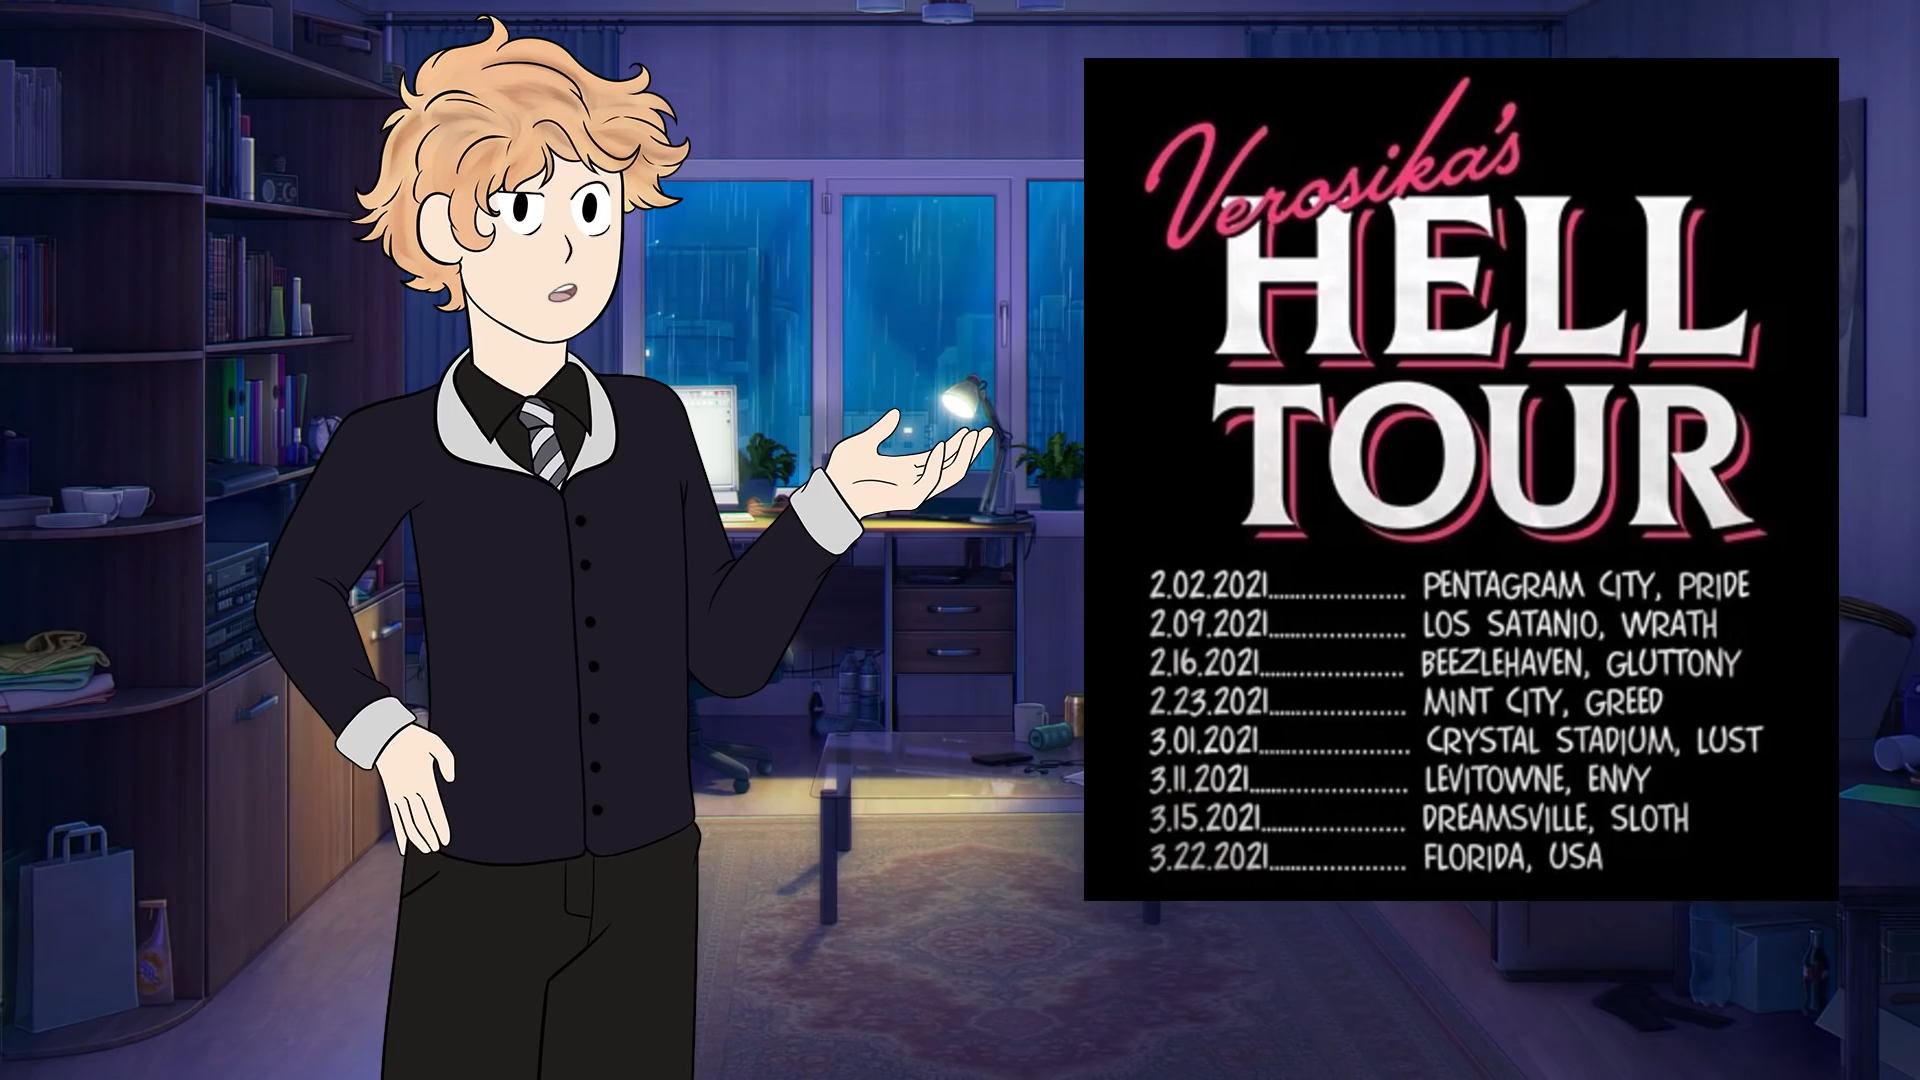 Verosika's
HELL
TOUR
2.02.2021.................... PENTAGRAM CITY, PRIDE
2.09.2021.................... LOS SATANIO, WRATH
2.16.2021.................... BEEZLEHAVEN, GLUTTONY
2.23.2021.................... MINT CITY, GREED
3.01.2021.................... CRYSTAL STADIUM, LUST
3.11.2021.................... LEVITOWNE, ENVY
3.15.2021.................... DREAMSVILLE, SLOTH
3.22.2021.................... FLORIDA, USA